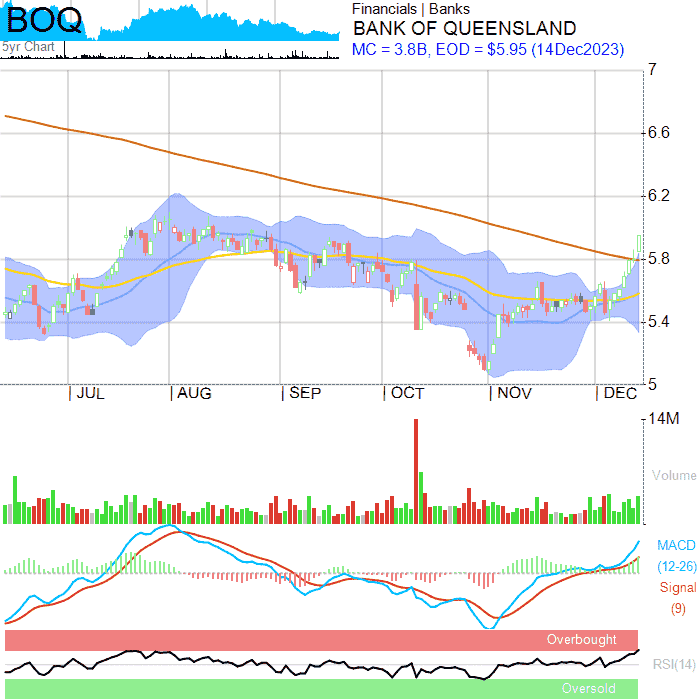 BOQ
5yr Chart
Financials | Banks
BANK OF QUEENSLAND
MC = 3.8B, EOD = $5.95 (14Dec2023)
7
6.6
6.2
5.8
5.4
5
JUL AUG SEP OCT NOV DEC
14M
Volume
MACD
(12-26)
Signal
(9)
Overbought
RSI(14)
Oversold